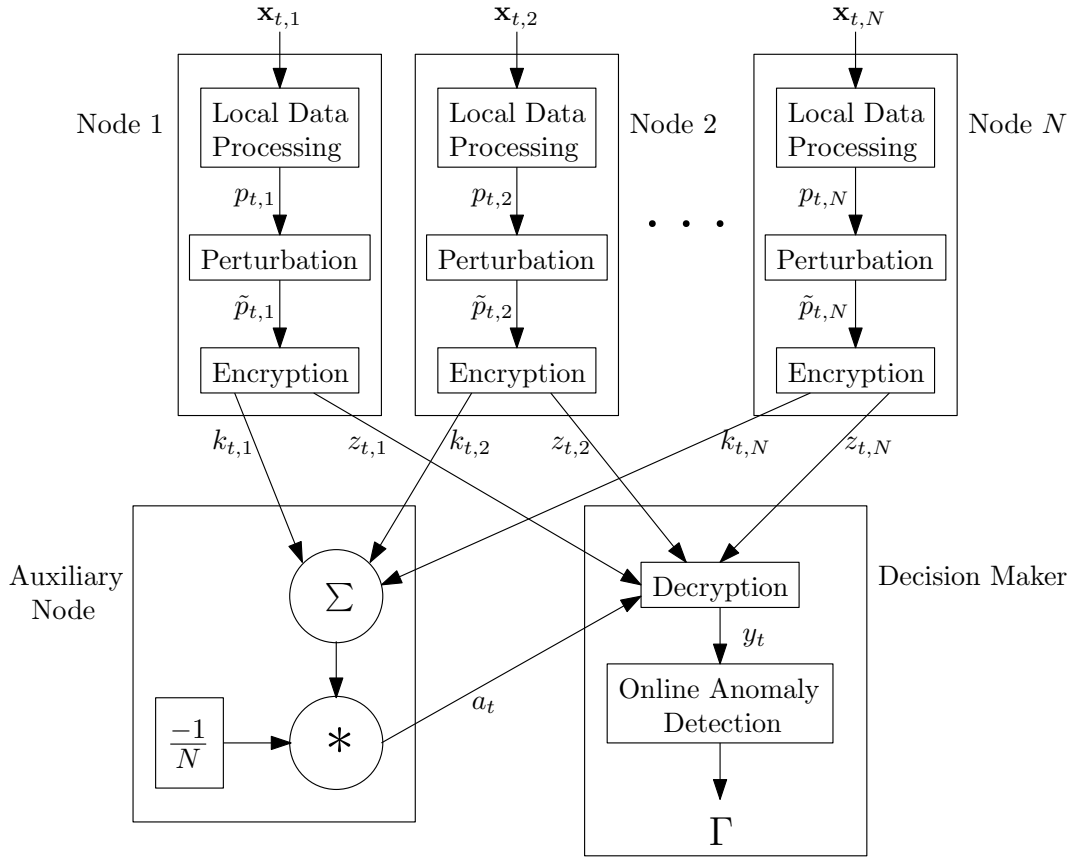 𝐱_{t,1} 𝐱_{t,2} 𝐱_{t,N}
Node 1
Local Data
Processing
p_{t,1}
Perturbation
p̃_{t,1}
Encryption
Local Data
Processing
Node 2
p_{t,2}
Perturbation
p̃_{t,2}
Encryption
. . .
Local Data
Processing
Node N
p_{t,N}
Perturbation
p̃_{t,N}
Encryption
k_{t,1} z_{t,1} k_{t,2} z_{t,2} k_{t,N} z_{t,N}
Auxiliary
Node
Σ
-1
N
*
a_t
Decision Maker
Decryption
y_t
Online Anomaly
Detection
Γ